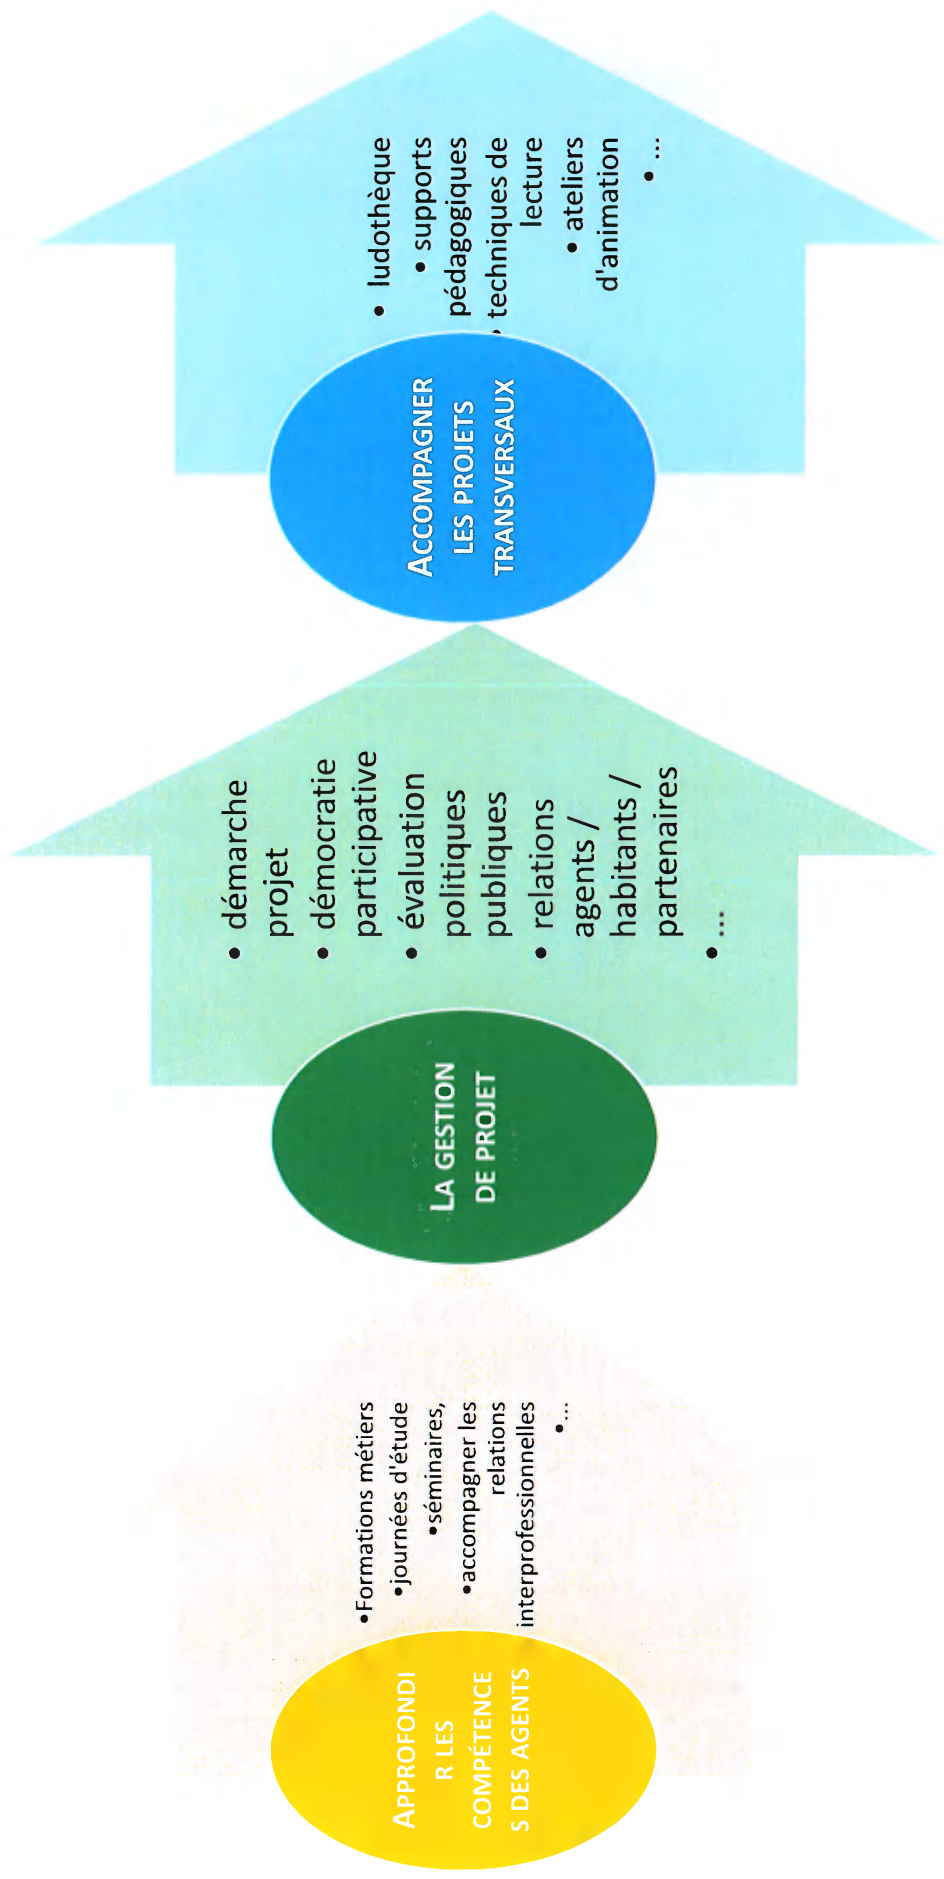 APPROFONDI
R LES
COMPÉTENCE
S DES AGENTS
•Formations métiers
•journées d'étude
•séminaires,
•accompagner les
relations
interprofessionnelles
•...
LA GESTION
DE PROJET
• démarche
projet
• démocratie
participative
• évaluation
politiques
publiques
• relations
agents /
habitants /
partenaires
• ...
ACCOMPAGNER
LES PROJETS
TRANSVERSAUX
• ludothèque
• supports
pédagogiques
• techniques de
lecture
• ateliers
d'animation
• ...